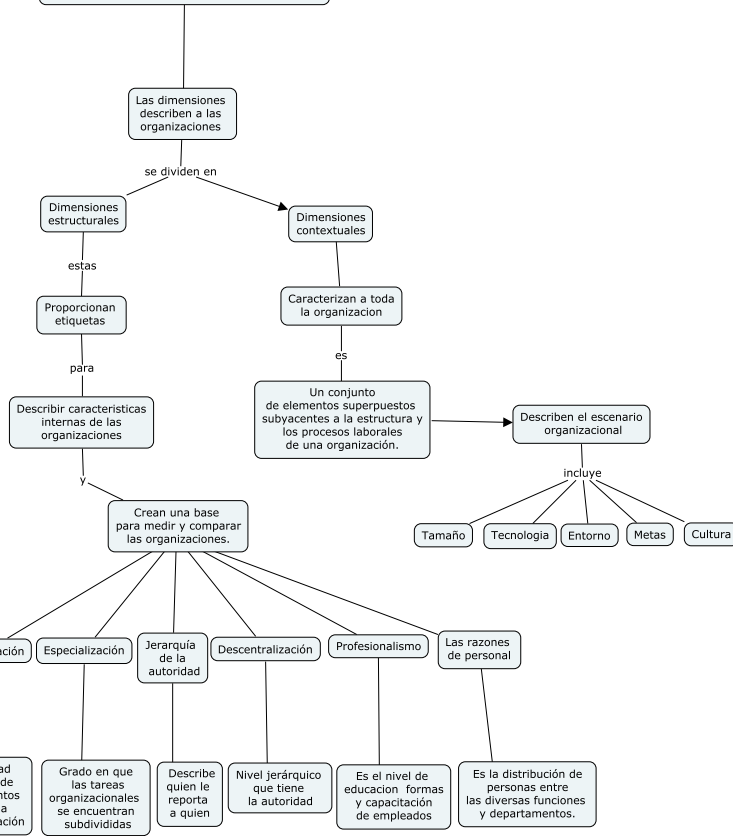 Las dimensiones
describen a las
organizaciones
se dividen en
Dimensiones
estructurales
Dimensiones
contextuales
estas
Proporcionan
etiquetas
Caracterizan a toda
la organizacion
para
es
Describir caracteristicas
internas de las
organizaciones
Un conjunto
de elementos superpuestos
subyacentes a la estructura y
los procesos laborales
de una organización.
Describen el escenario
organizacional
y
incluye
Crean una base
para medir y comparar
las organizaciones.
Tamaño
Tecnologia
Entorno
Metas
Cultura
ación
Especialización
Jerarquía
de la
autoridad
Descentralización
Profesionalismo
Las razones
de personal
ad
de
ntos
a
ación
Grado en que
las tareas
organizacionales
se encuentran
subdivididas
Describe
quien le
reporta
a quien
Nivel jerárquico
que tiene
la autoridad
Es el nivel de
educacion formas
y capacitación
de empleados
Es la distribución de
personas entre
las diversas funciones
y departamentos.